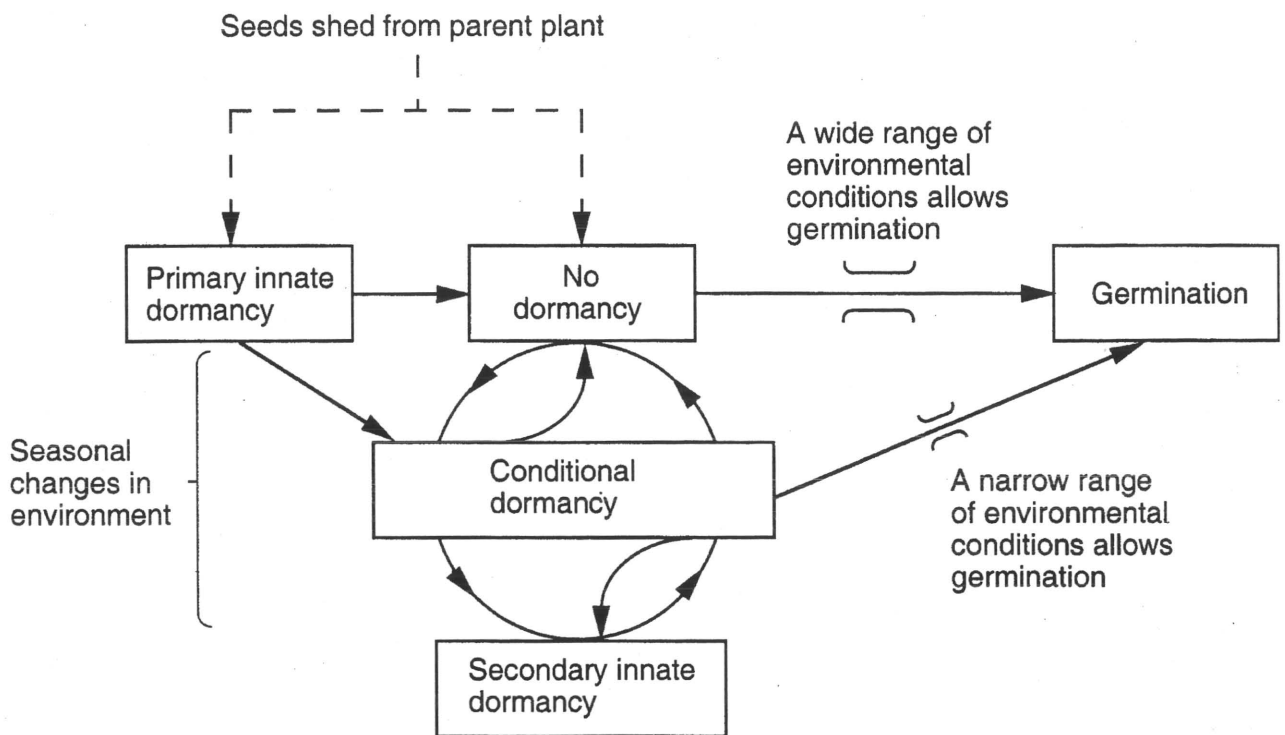 Seeds shed from parent plant
A wide range of
environmental
conditions allows
germination
Primary innate
dormancy
No
dormancy
Germination
Seasonal
changes in
environment
Conditional
dormancy
A narrow range
of environmental
conditions allows
germination
Secondary innate
dormancy